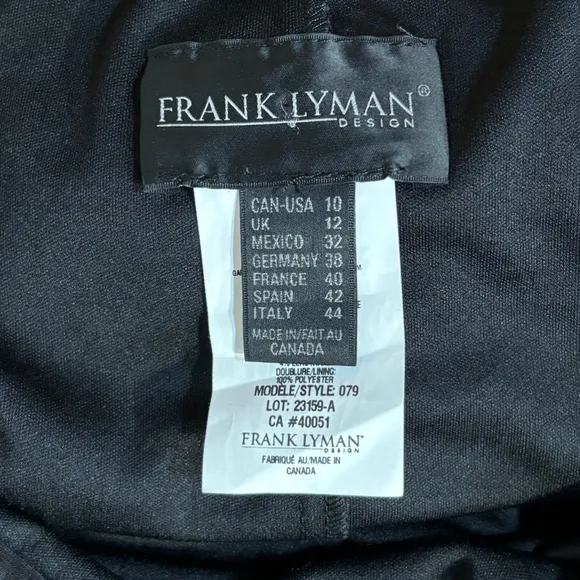 FRANK LYMAN®
DESIGN
CAN-USA 10
UK 12
MEXICO 32
GERMANY 38
FRANCE 40
SPAIN 42
ITALY 44
MADE IN/FAIT AU
CANADA
DOUBLURE/LINING:
100% POLYESTER
MODÈLE/STYLE: 079
LOT: 23159-A
CA #40051
FRANK LYMAN
DESIGN
FABRIQUÉ AU/MADE IN
CANADA